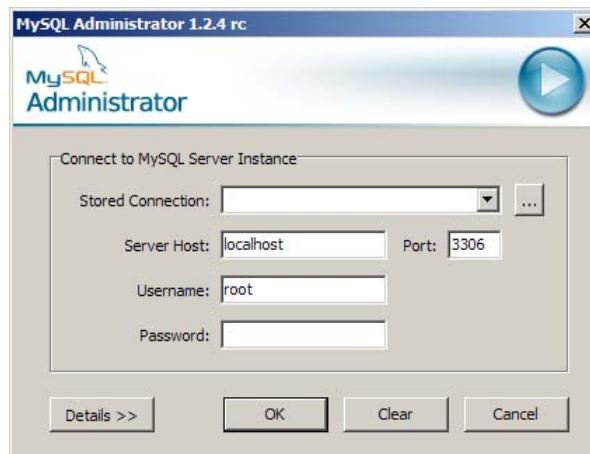 MySQL Administrator 1.2.4 rc
MySQL
Administrator
Connect to MySQL Server Instance
Stored Connection:
...
Server Host: localhost Port: 3306
Username: root
Password:
Details >> OK Clear Cancel